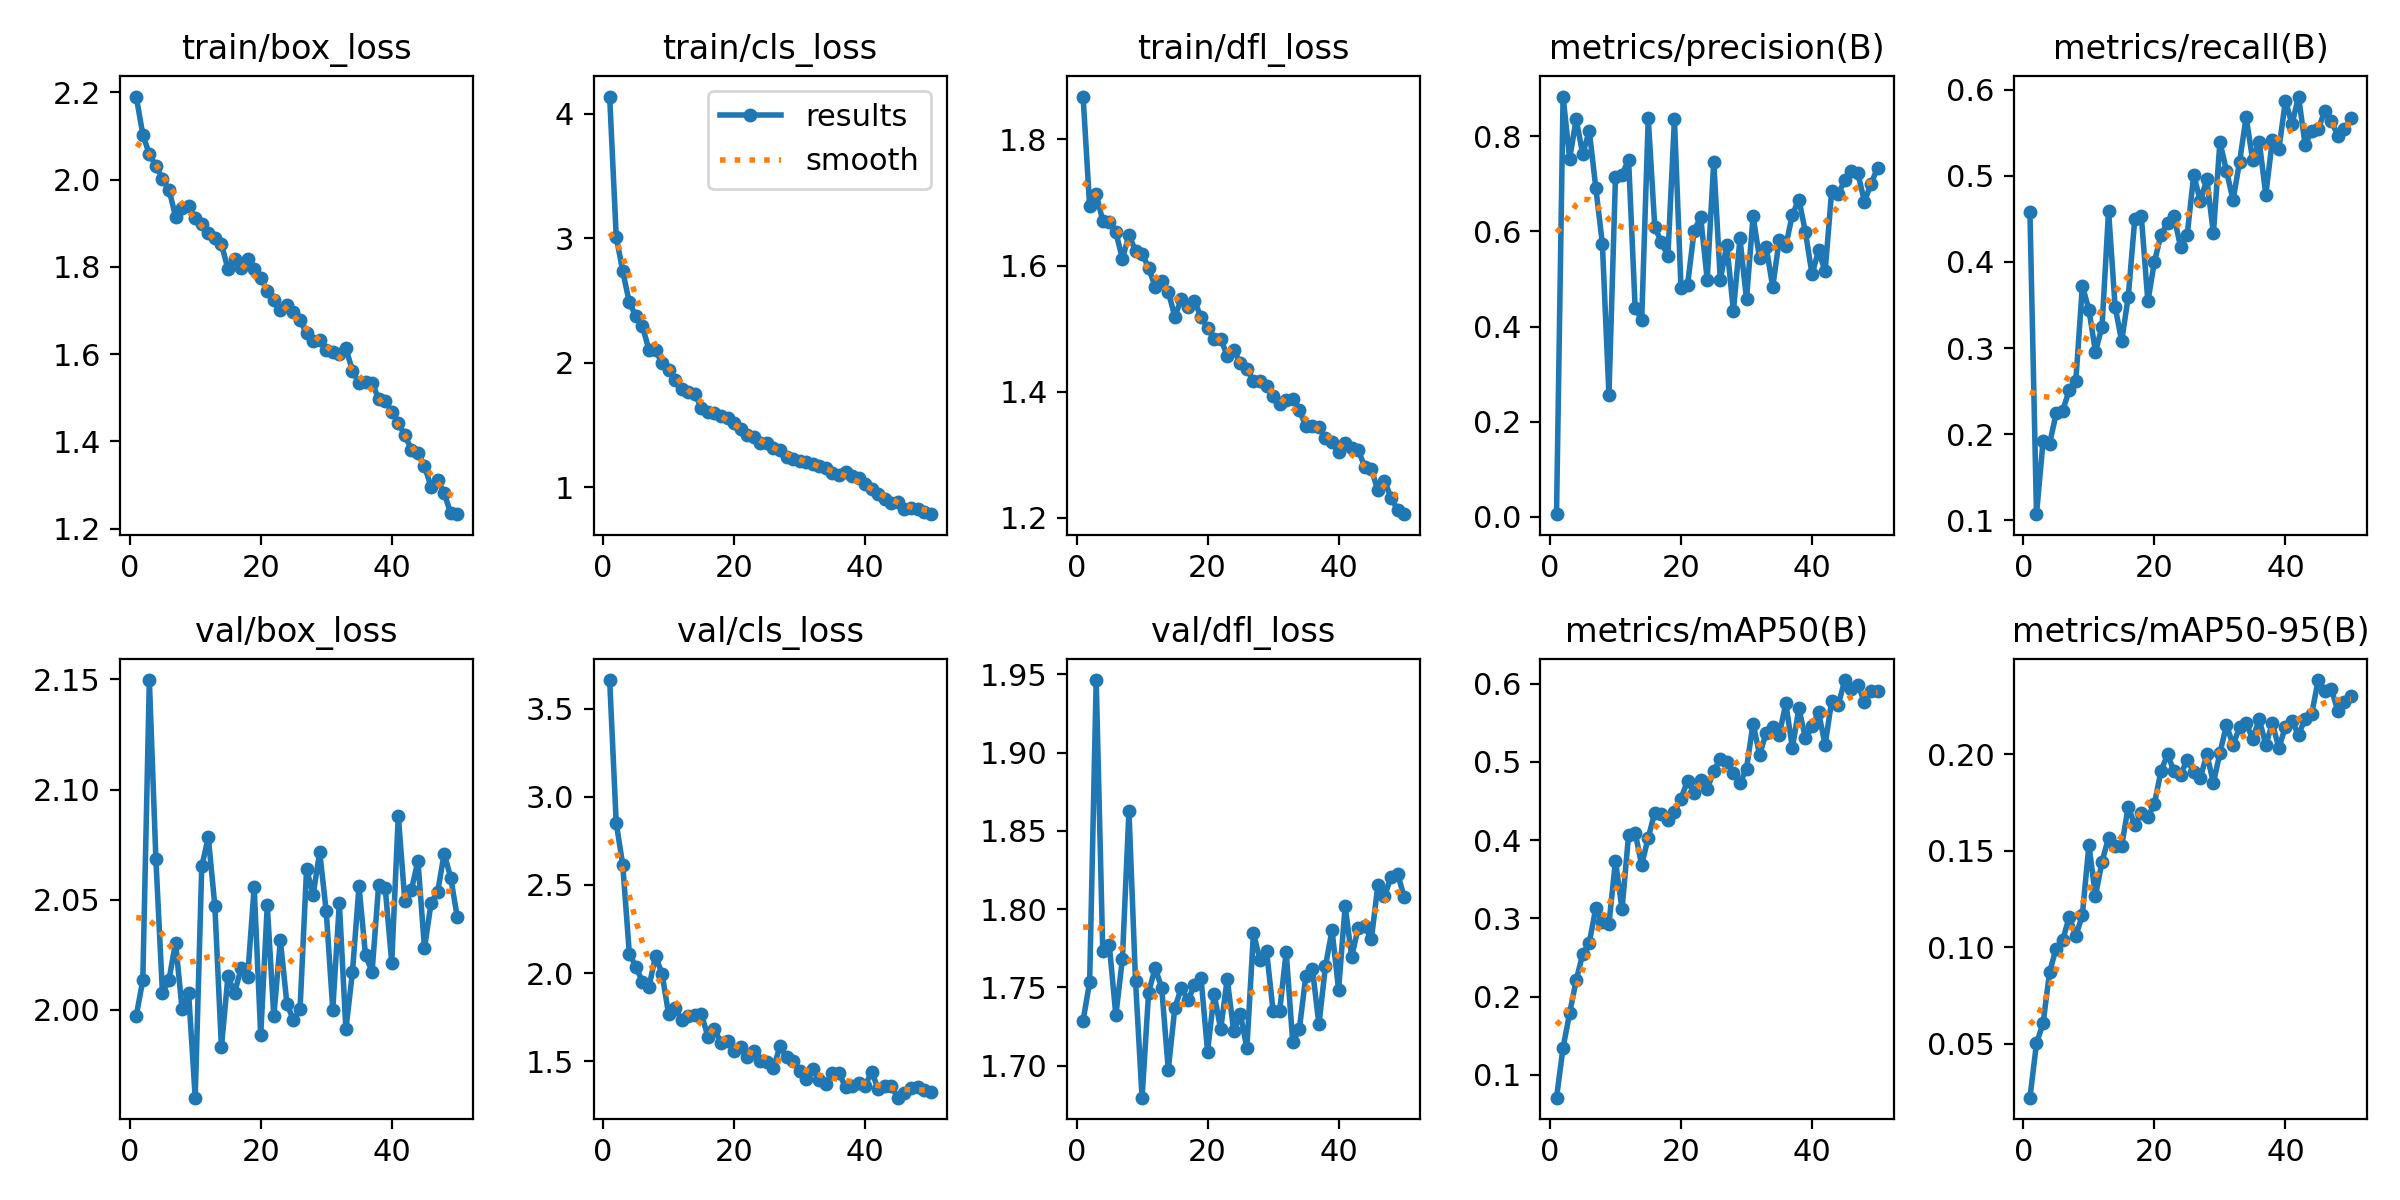 train/box_loss
2.2
2.0
1.8
1.6
1.4
1.2
0 20 40
train/cls_loss
results
smooth
4
3
2
1
0 20 40
train/dfl_loss
1.8
1.6
1.4
1.2
0 20 40
metrics/precision(B)
0.8
0.6
0.4
0.2
0.0
0 20 40
metrics/recall(B)
0.6
0.5
0.4
0.3
0.2
0.1
0 20 40
val/box_loss
2.15
2.10
2.05
2.00
0 20 40
val/cls_loss
3.5
3.0
2.5
2.0
1.5
0 20 40
val/dfl_loss
1.95
1.90
1.85
1.80
1.75
1.70
0 20 40
metrics/mAP50(B)
0.6
0.5
0.4
0.3
0.2
0.1
0 20 40
metrics/mAP50-95(B)
0.20
0.15
0.10
0.05
0 20 40